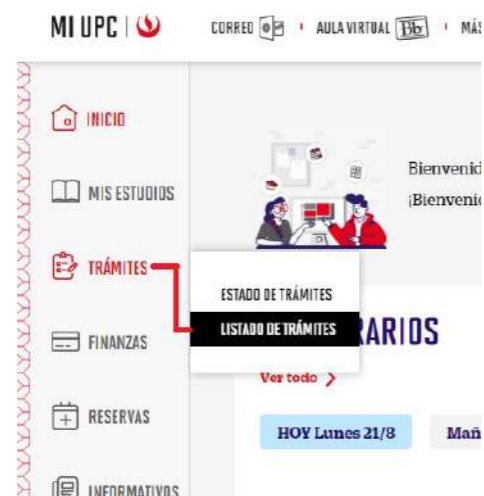 MI UPC
CORREO
AULA VIRTUAL Bb
MÁS
INICIO
MIS ESTUDIOS
TRÁMITES
FINANZAS
RESERVAS
INFORMATIVOS
Bienvenid
¡Bienveni
ESTADO DE TRÁMITES
LISTADO DE TRÁMITES
RARIOS
Ver todo
HOY Lunes 21/8
Mañ